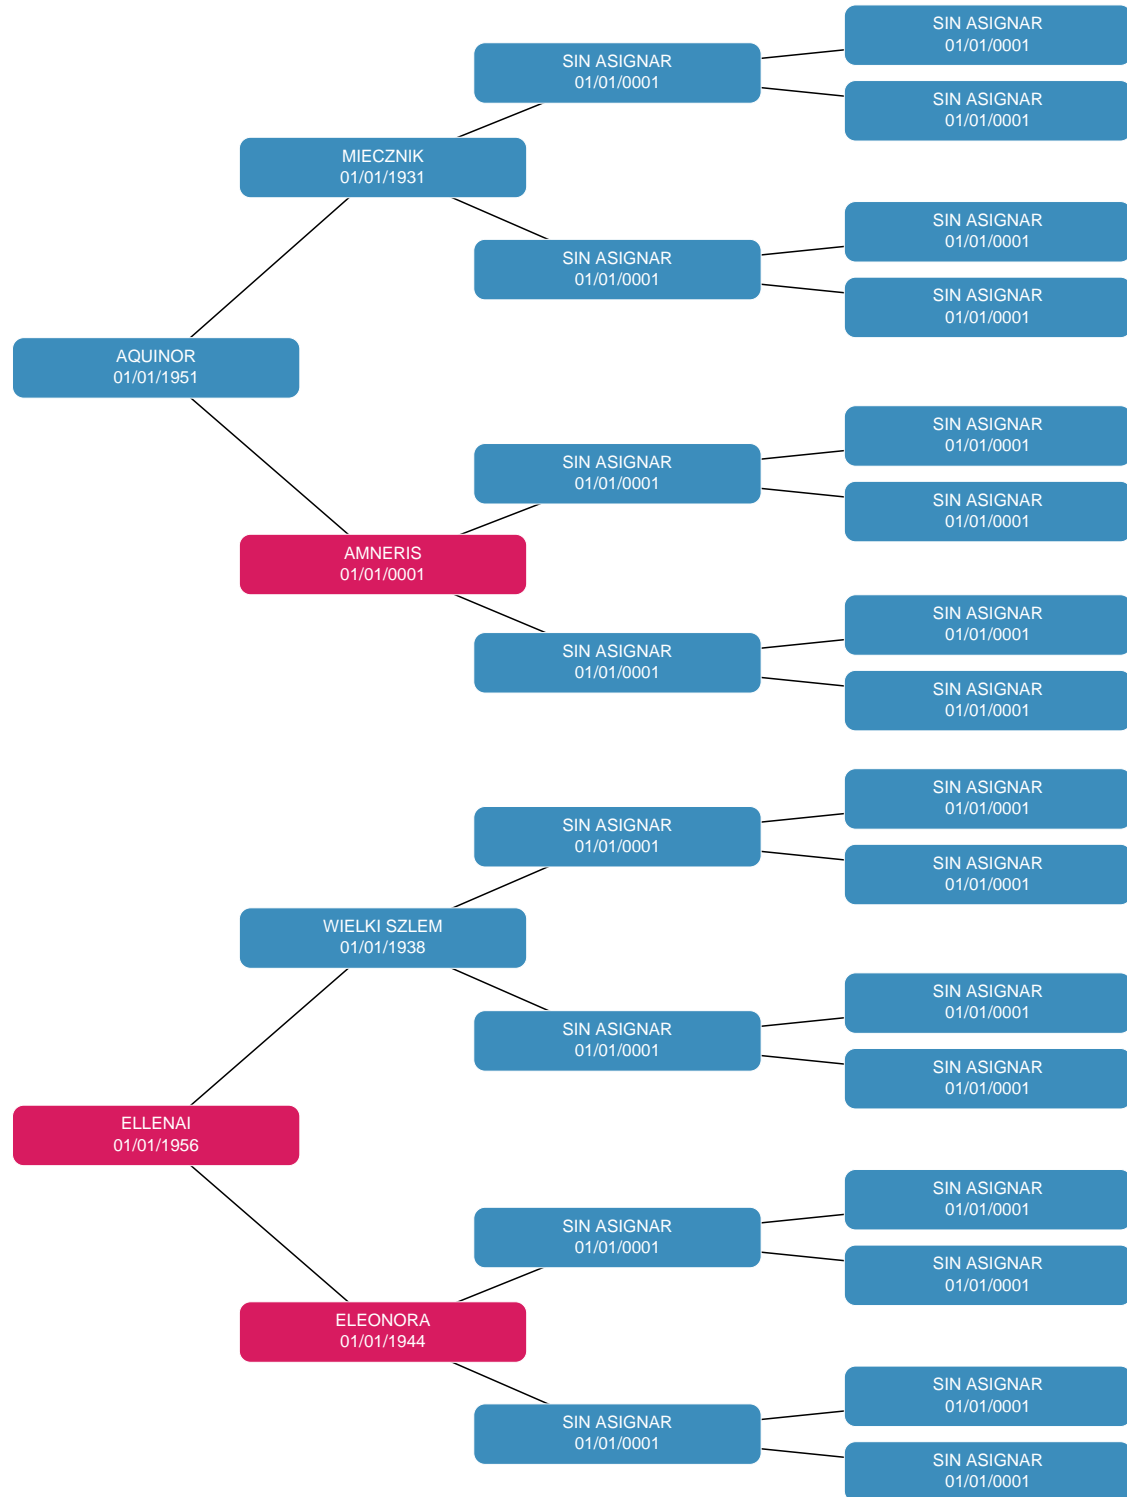 SIN ASIGNAR
01/01/0001
SIN ASIGNAR
01/01/0001
SIN ASIGNAR
01/01/0001
MIECZNIK
01/01/1931
SIN ASIGNAR
01/01/0001
SIN ASIGNAR
01/01/0001
SIN ASIGNAR
01/01/0001
AQUINOR
01/01/1951
SIN ASIGNAR
01/01/0001
SIN ASIGNAR
01/01/0001
SIN ASIGNAR
01/01/0001
AMNERIS
01/01/0001
SIN ASIGNAR
01/01/0001
SIN ASIGNAR
01/01/0001
SIN ASIGNAR
01/01/0001
SIN ASIGNAR
01/01/0001
SIN ASIGNAR
01/01/0001
SIN ASIGNAR
01/01/0001
WIELKI SZLEM
01/01/1938
SIN ASIGNAR
01/01/0001
SIN ASIGNAR
01/01/0001
SIN ASIGNAR
01/01/0001
ELLENAI
01/01/1956
SIN ASIGNAR
01/01/0001
SIN ASIGNAR
01/01/0001
SIN ASIGNAR
01/01/0001
ELEONORA
01/01/1944
SIN ASIGNAR
01/01/0001
SIN ASIGNAR
01/01/0001
SIN ASIGNAR
01/01/0001